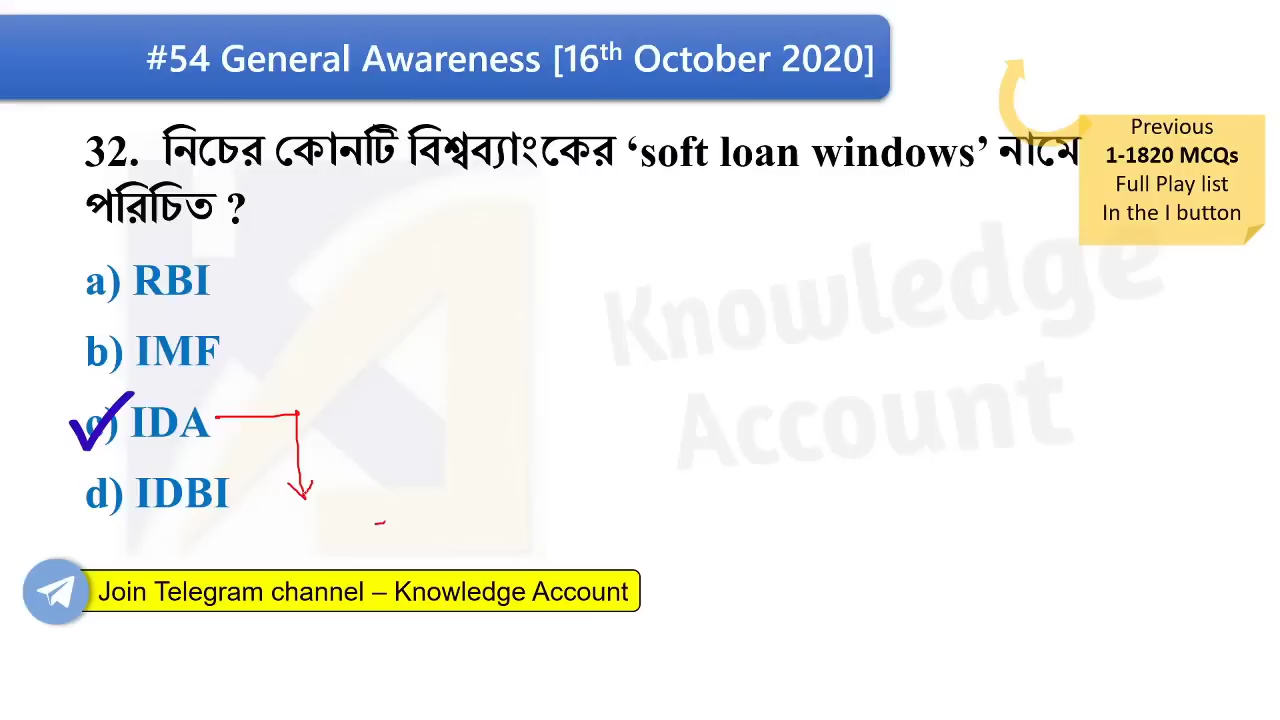 #54 General Awareness [16th October 2020]
32. নিচের কোনটি বিশ্বব্যাংকের ‘soft loan windows’ নামে
পরিচিত ?
Previous
1-1820 MCQs
Full Play list
In the I button
a) RBI
b) IMF
c) IDA
d) IDBI
Knowledge
Account
Join Telegram channel – Knowledge Account